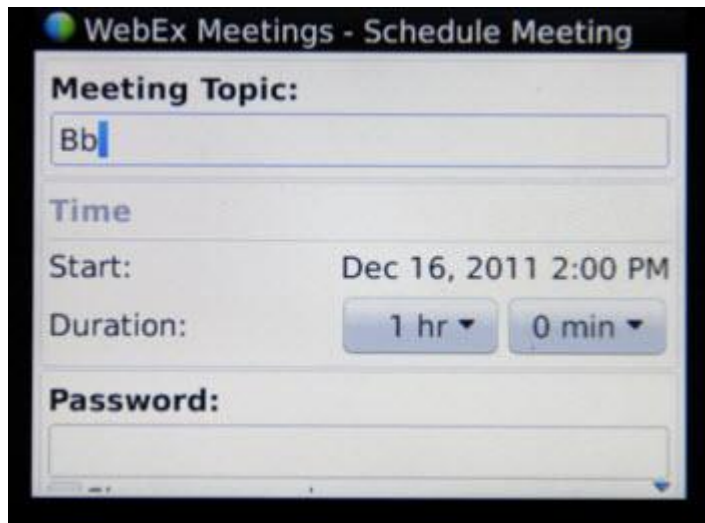 WebEx Meetings - Schedule Meeting
Meeting Topic:
Bb
Time
Start: Dec 16, 2011 2:00 PM
Duration: 1 hr 0 min
Password: